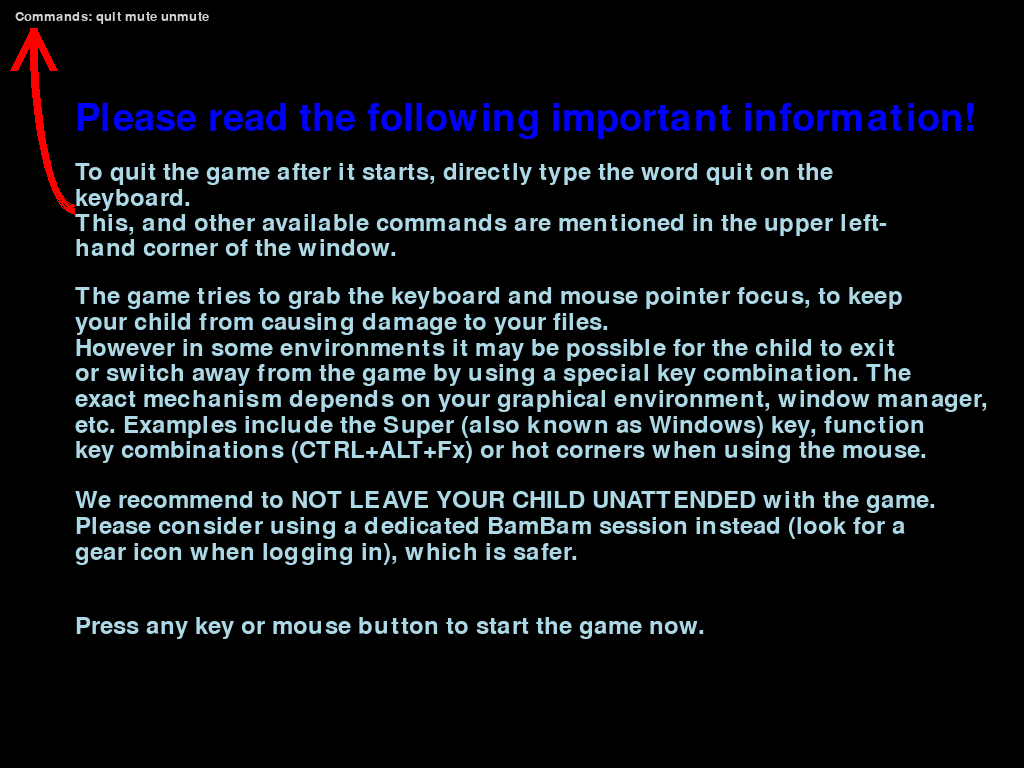 Commands: quit mute unmute
Please read the following important information!
To quit the game after it starts, directly type the word quit on the
keyboard.
This, and other available commands are mentioned in the upper left-
hand corner of the window.
The game tries to grab the keyboard and mouse pointer focus, to keep
your child from causing damage to your files.
However in some environments it may be possible for the child to exit
or switch away from the game by using a special key combination. The
exact mechanism depends on your graphical environment, window manager,
etc. Examples include the Super (also known as Windows) key, function
key combinations (CTRL+ALT+Fx) or hot corners when using the mouse.
We recommend to NOT LEAVE YOUR CHILD UNATTENDED with the game.
Please consider using a dedicated BamBam session instead (look for a
gear icon when logging in), which is safer.
Press any key or mouse button to start the game now.